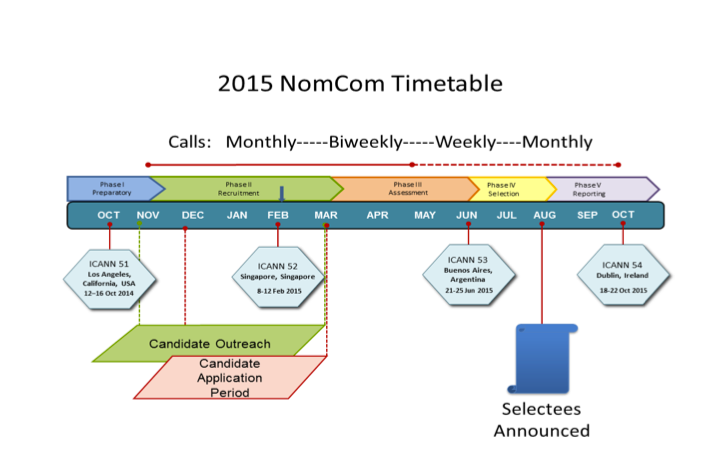 2015 NomCom Timetable
Calls:  Monthly-----Biweekly-----Weekly----Monthly
Phase I
Preparatory
Phase II
Recruitment
Phase III
Assessment
Phase IV
Selection
Phase V
Reporting
OCT NOV DEC JAN FEB MAR APR MAY JUN JUL AUG SEP OCT
ICANN 51
Los Angeles,
California, USA
12–16 Oct 2014
ICANN 52
Singapore, Singapore
8-12 Feb 2015
ICANN 53
Buenos Aires,
Argentina
21-25 Jun 2015
ICANN 54
Dublin, Ireland
18-22 Oct 2015
Candidate Outreach
Candidate
Application
Period
Selectees
Announced